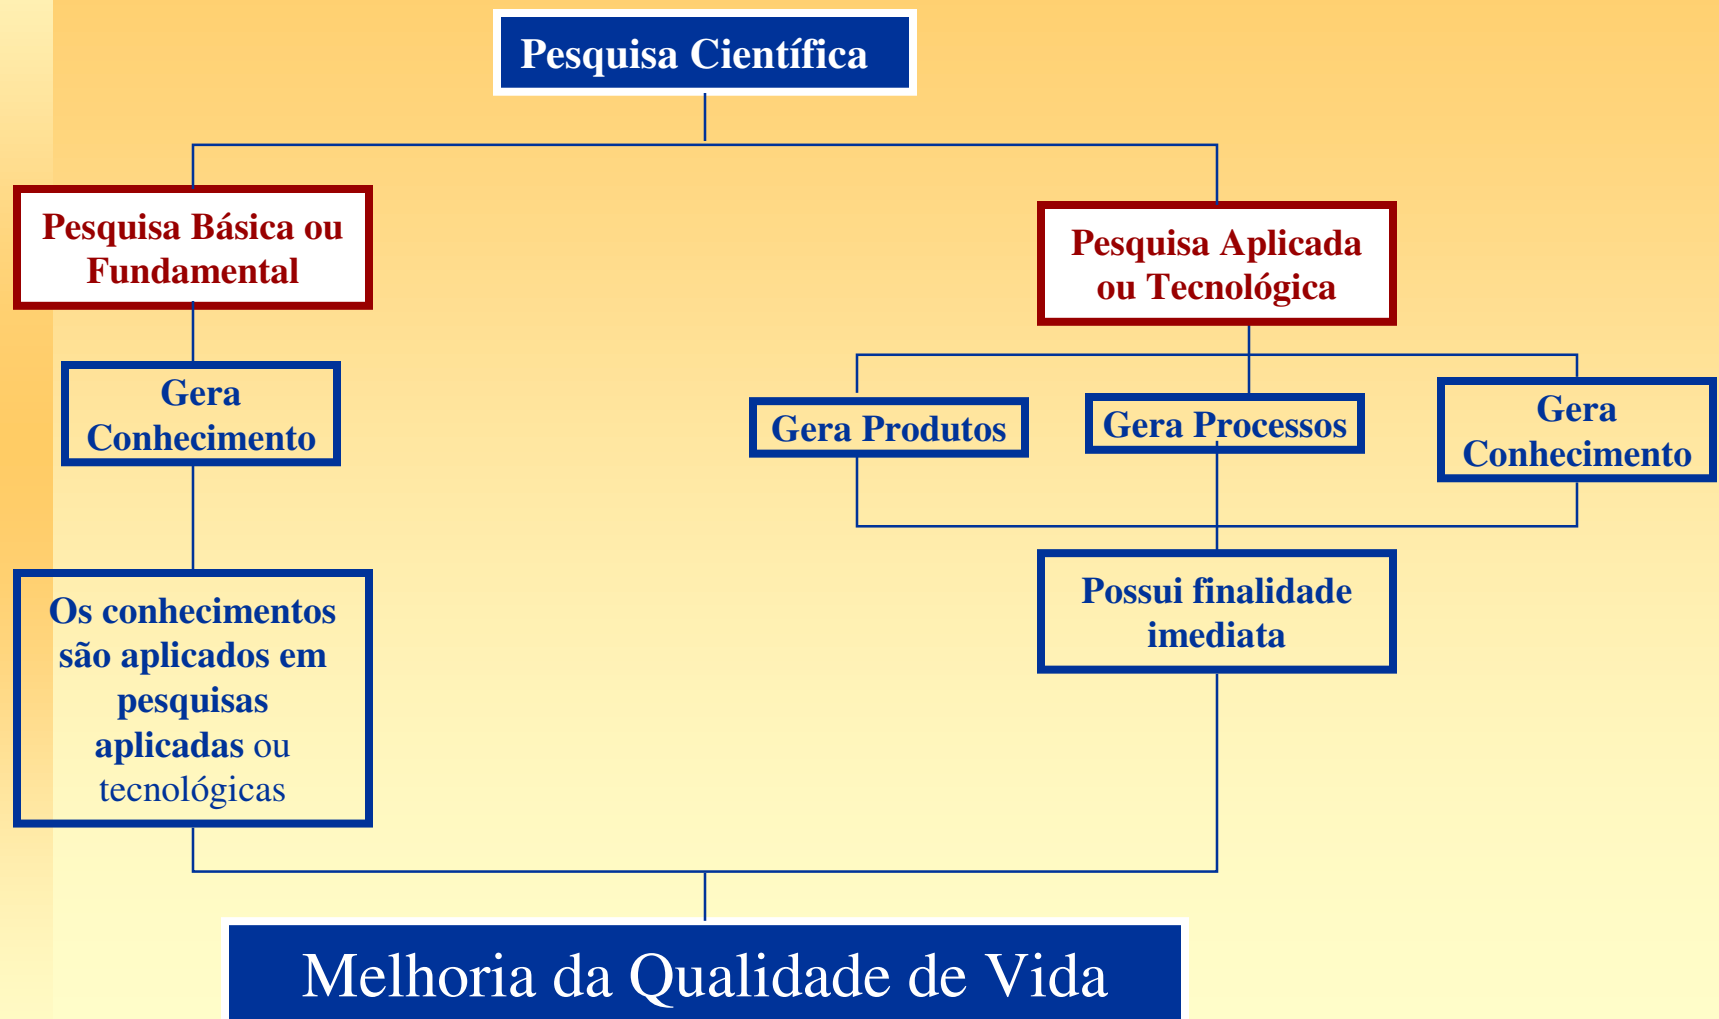 Pesquisa Científica
Pesquisa Básica ou
Fundamental
Pesquisa Aplicada
ou Tecnológica
Gera
Conhecimento
Gera Produtos
Gera Processos
Gera
Conhecimento
Os conhecimentos
são aplicados em
pesquisas
aplicadas ou
tecnológicas
Possui finalidade
imediata
Melhoria da Qualidade de Vida